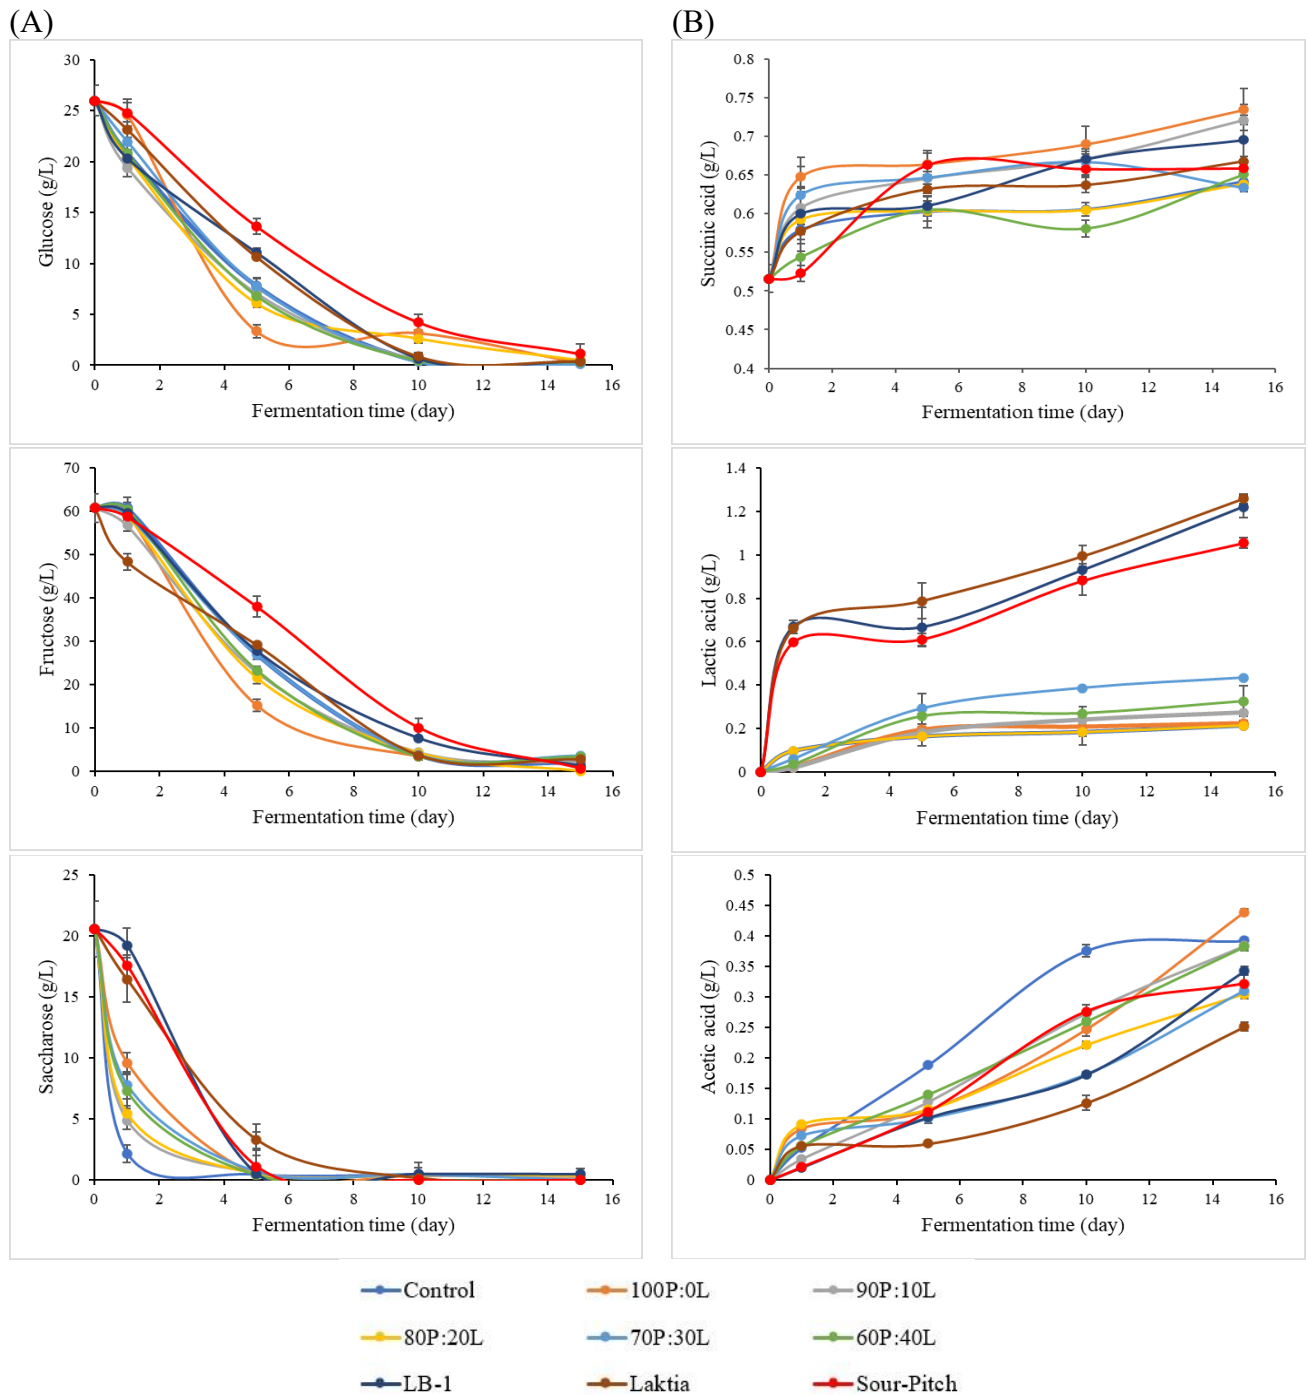 (A)
(B)
30
25
20
15
10
5
0
Glucose (g/L)
0 2 4 6 8 10 12 14 16
Fermentation time (day)
0.8
0.75
0.7
0.65
0.6
0.55
0.5
0.45
0.4
Succinic acid (g/L)
0 2 4 6 8 10 12 14 16
Fermentation time (day)
70
60
50
40
30
20
10
0
Fructose (g/L)
0 2 4 6 8 10 12 14 16
Fermentation time (day)
1.4
1.2
1
0.8
0.6
0.4
0.2
0
Lactic acid (g/L)
0 2 4 6 8 10 12 14 16
Fermentation time (day)
25
20
15
10
5
0
Saccharose (g/L)
0 2 4 6 8 10 12 14 16
Fermentation time (day)
0.5
0.45
0.4
0.35
0.3
0.25
0.2
0.15
0.1
0.05
0
Acetic acid (g/L)
0 2 4 6 8 10 12 14 16
Fermentation time (day)
Control 100P:0L 90P:10L
80P:20L 70P:30L 60P:40L
LB-1 Laktia Sour-Pitch